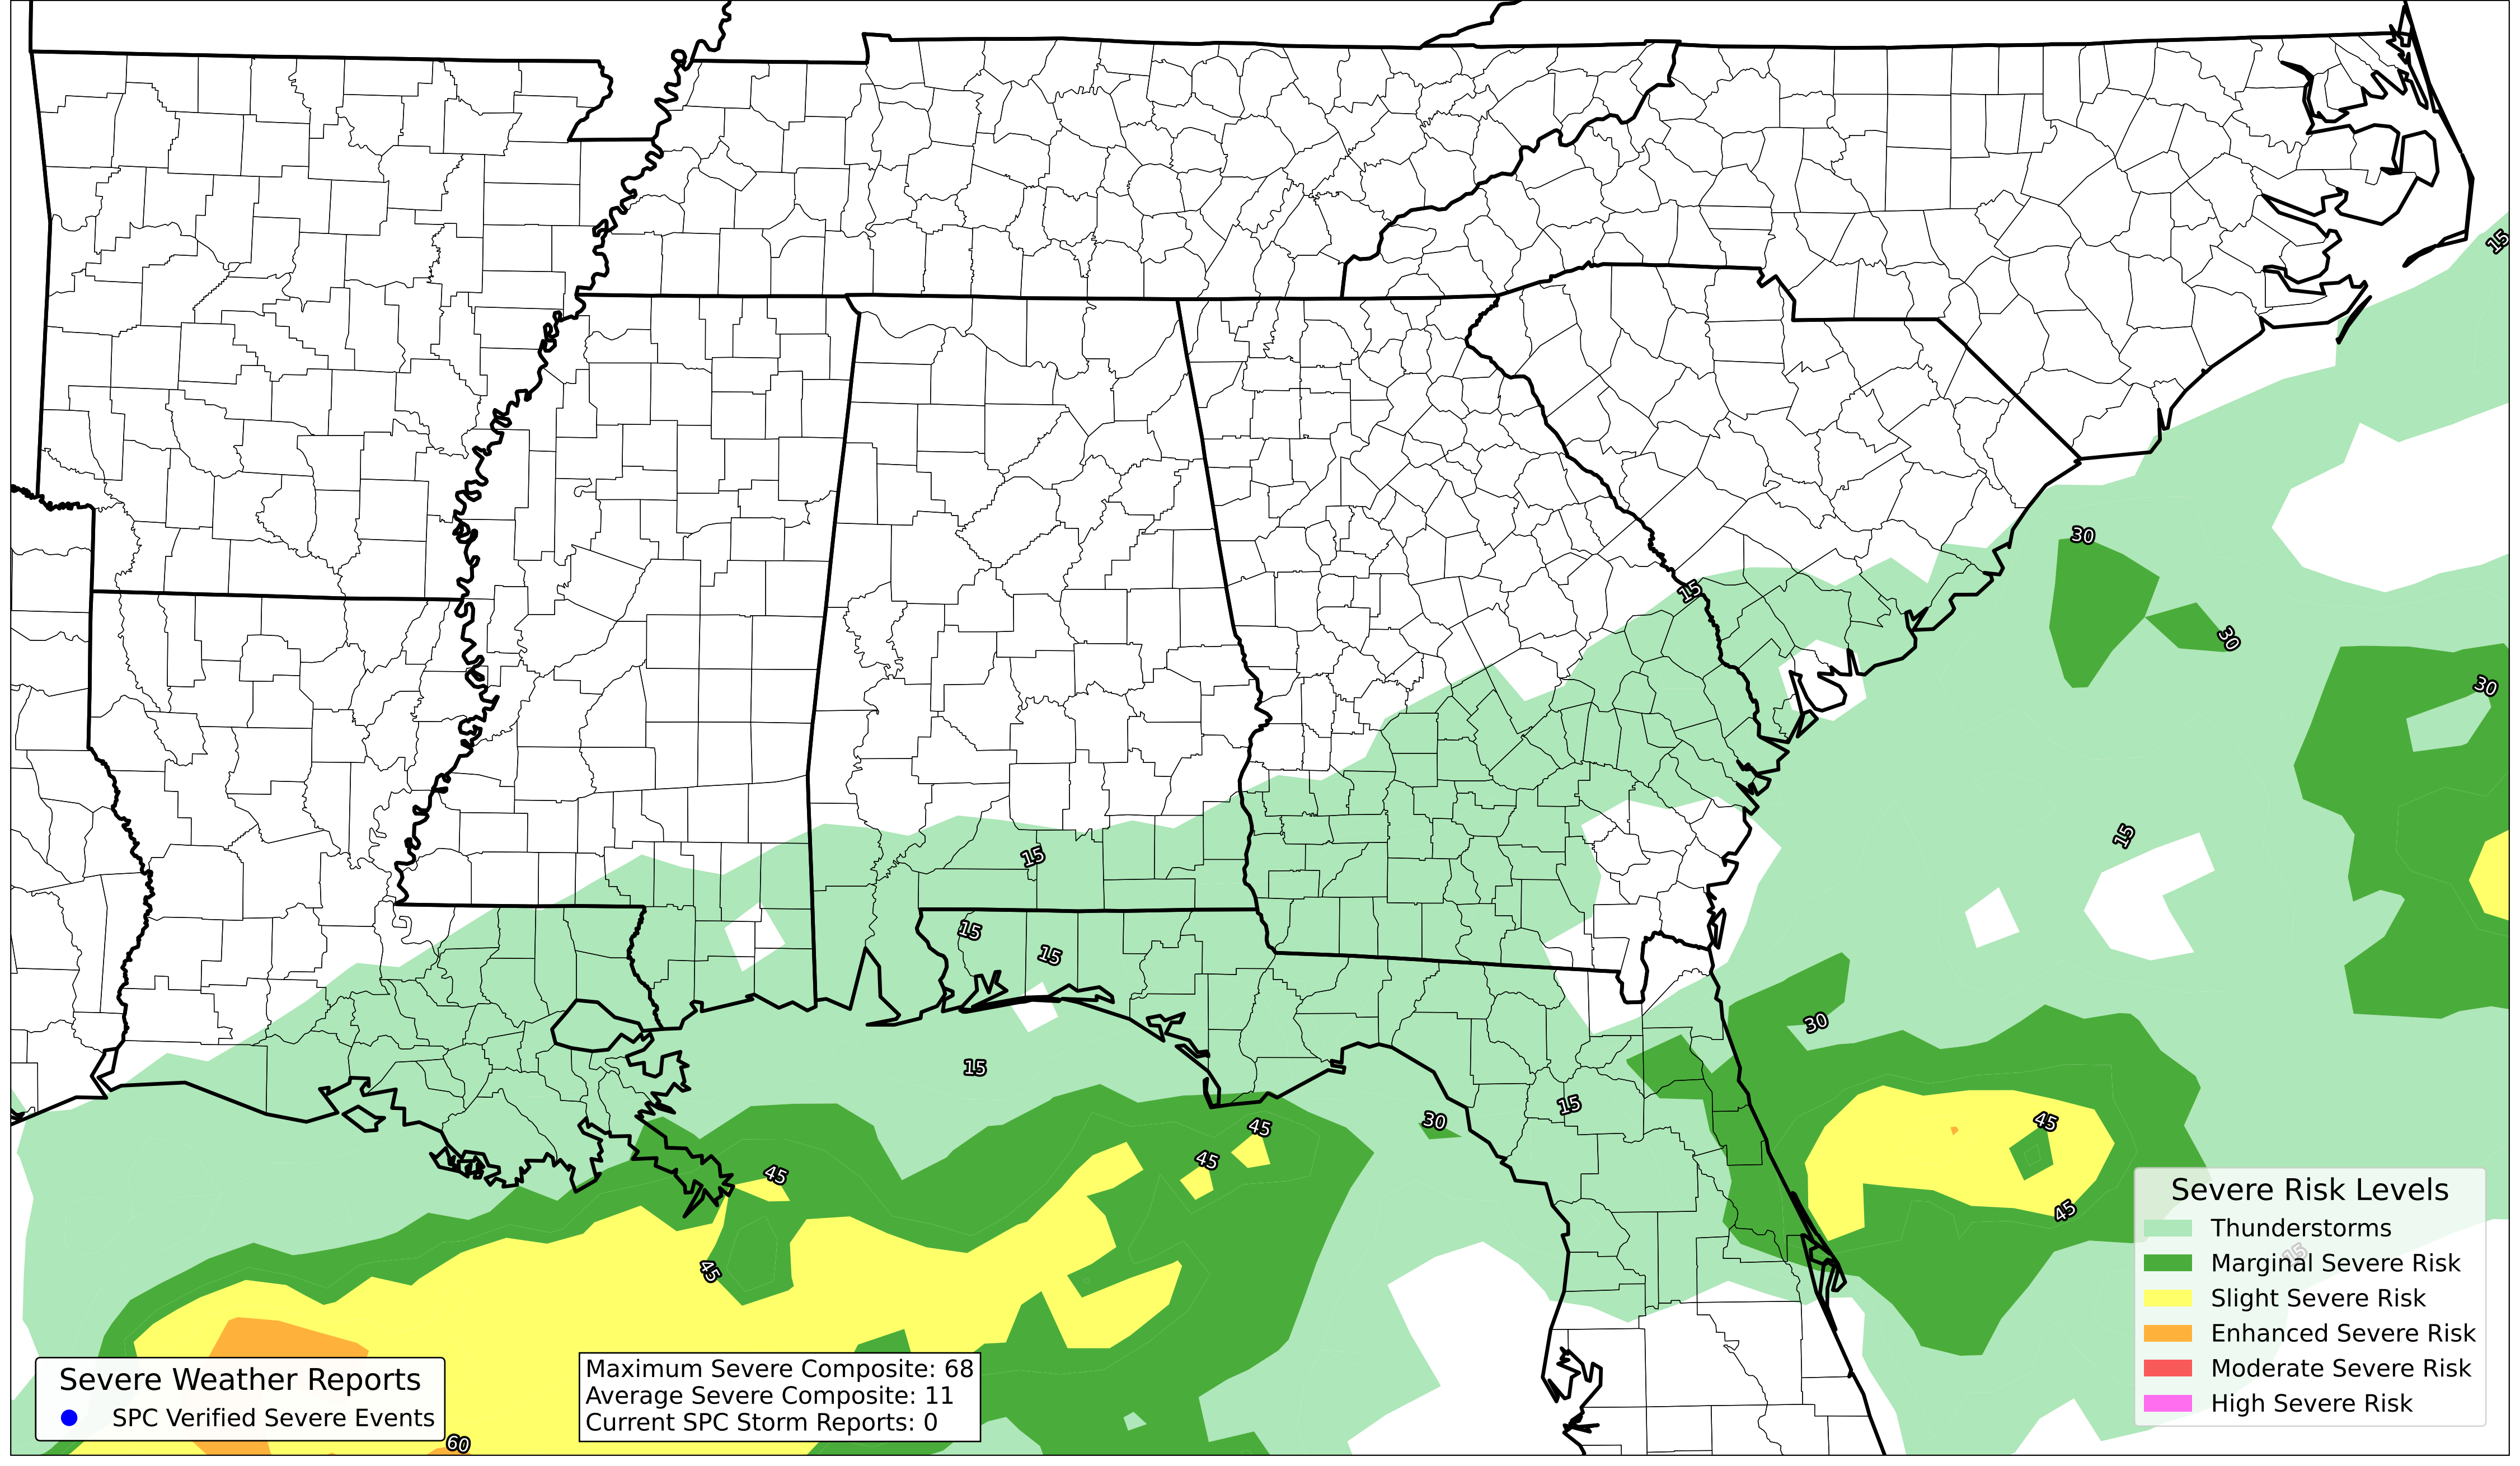 15
30
15
30
30
15
15
15
15
30
15
45
15
30
45
45
45
45
45
15
60
Severe Risk Levels
Thunderstorms
Marginal Severe Risk
Slight Severe Risk
Enhanced Severe Risk
Moderate Severe Risk
High Severe Risk
Severe Weather Reports
SPC Verified Severe Events
Maximum Severe Composite: 68
Average Severe Composite: 11
Current SPC Storm Reports: 0